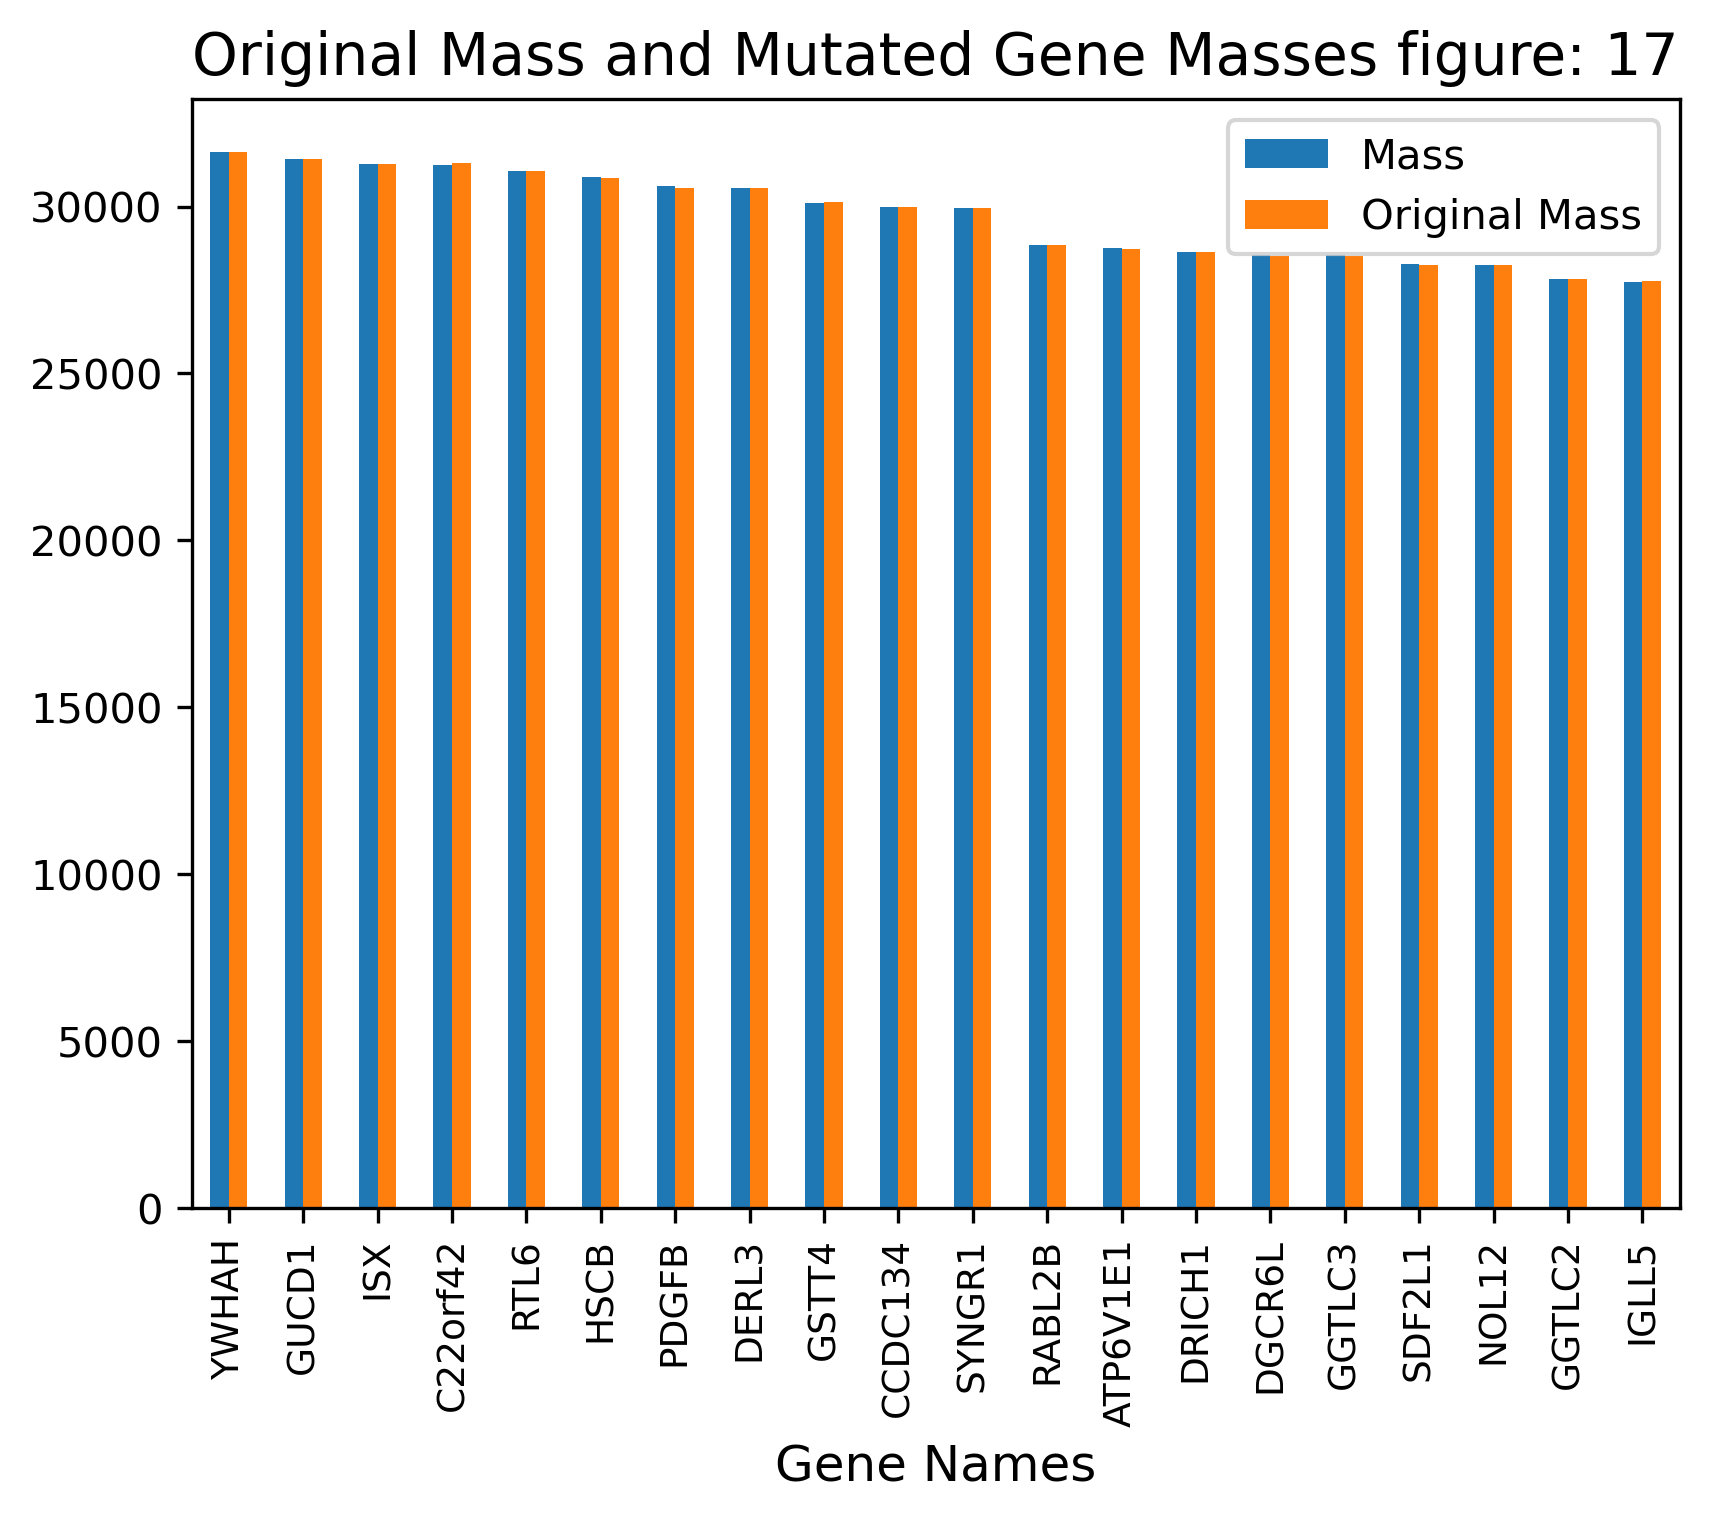 Original Mass and Mutated Gene Masses figure: 17
Mass
Original Mass
30000
25000
20000
15000
10000
5000
0
YWHAH
GUCD1
ISX
C22orf42
RTL6
HSCB
PDGFB
DERL3
GSTT4
CCDC134
SYNGR1
RABL2B
ATP6V1E1
DRICH1
DGCR6L
GGTLC3
SDF2L1
NOL12
GGTLC2
IGLL5
Gene Names